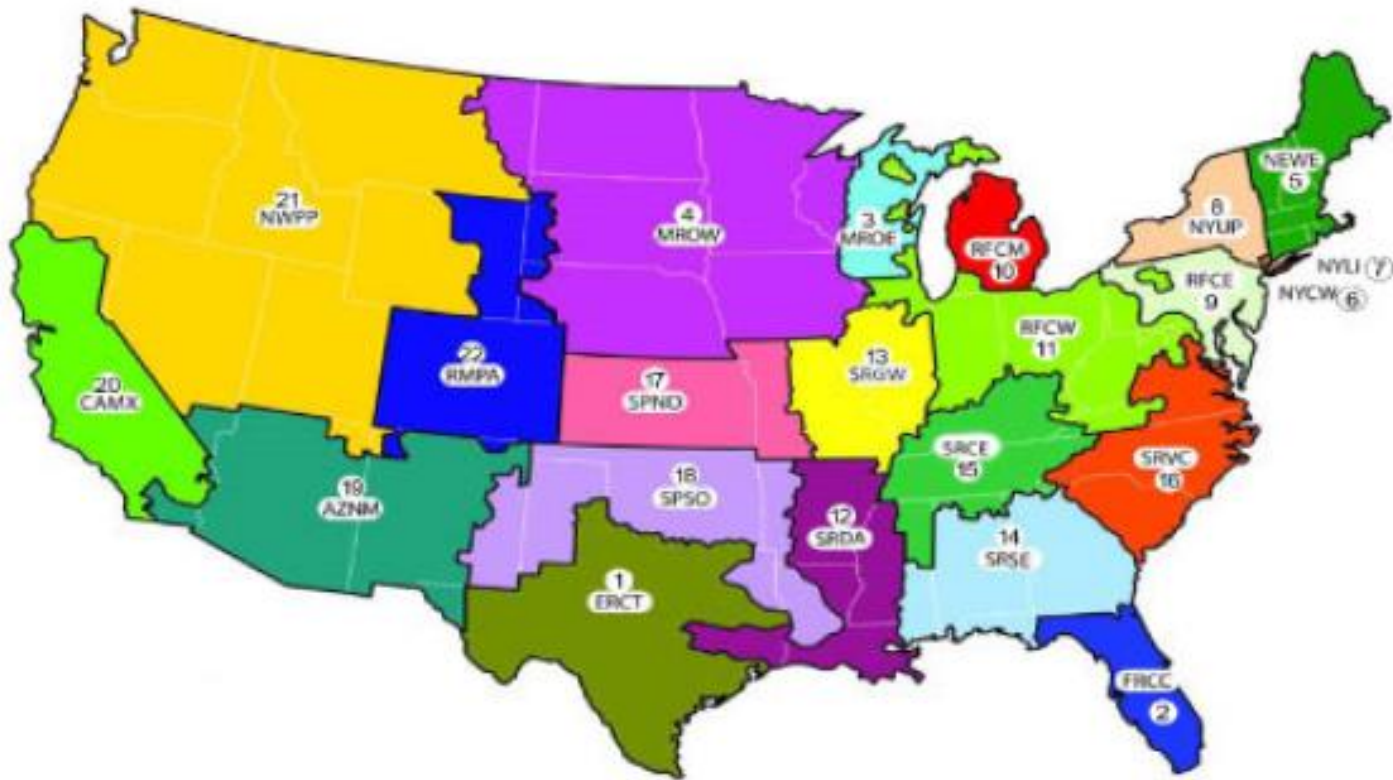 21
NWPP
4
MROW
3
MROE
RFCM
10
NEWE
5
8
NYUP
NYLI 7
NYCW 6
RFCE
9
RFCW
11
22
RMPA
20
CAMX
17
SPNO
13
SRGW
SRCE
15
SRVC
16
19
AZNM
18
SPSO
12
SRDA
14
SRSE
1
ERCT
FRCC
2